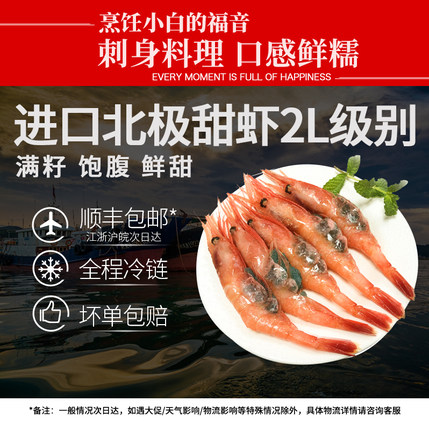 烹饪小白的福音
刺身料理 口感鲜糯
EVERY MOMENT IS FULL OF HAPPINESS
进口北极甜虾2L级别
满籽 饱腹 鲜甜
顺丰包邮*
江浙沪皖次日达
全程冷链
坏单包赔
*备注：一般情况次日达，如遇大促/天气影响/物流影响等特殊情况除外，具体物流详情请咨询客服